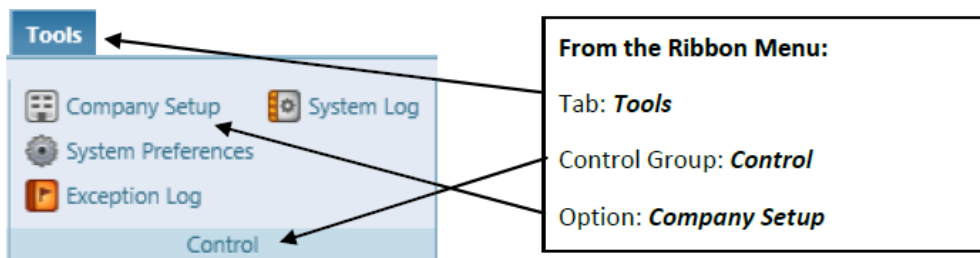 Tools
Company Setup
System Log
System Preferences
Exception Log
Control
From the Ribbon Menu:
Tab: Tools
Control Group: Control
Option: Company Setup